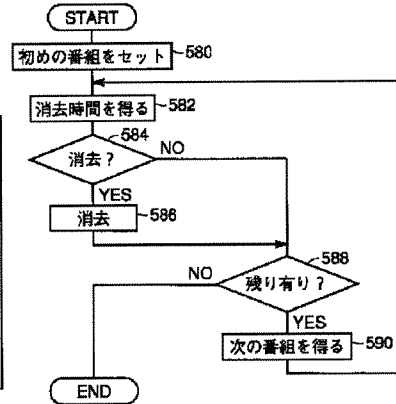 START
初めの番組をセット 580
消去時間を得る 582
584
消去? NO
YES
消去 586
588
NO 残り有り?
YES
次の番組を得る 590
END